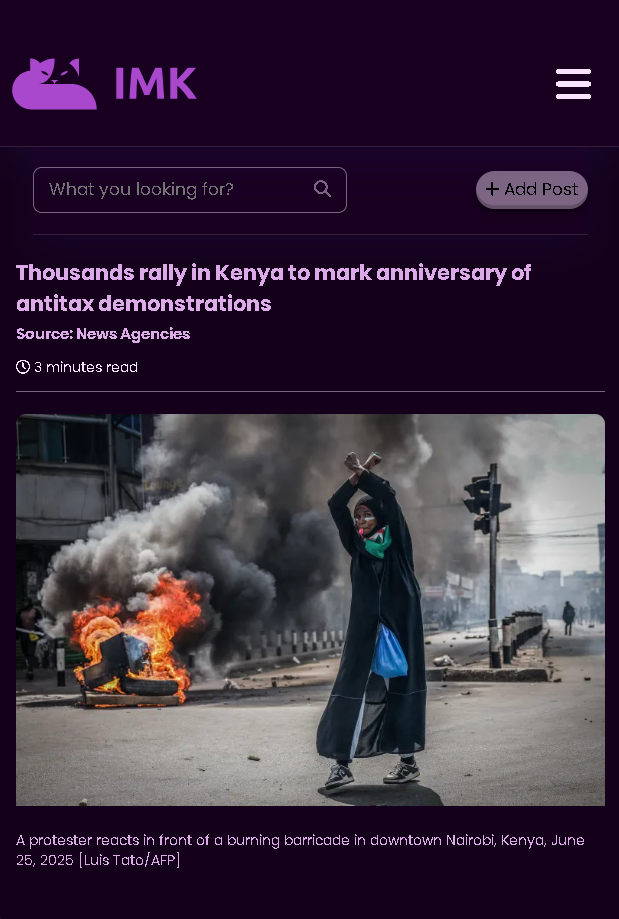 IMK
What you looking for?
+ Add Post
Thousands rally in Kenya to mark anniversary of
antitax demonstrations
Source: News Agencies
3 minutes read
A protester reacts in front of a burning barricade in downtown Nairobi, Kenya, June
25, 2025 [Luis Tato/AFP]